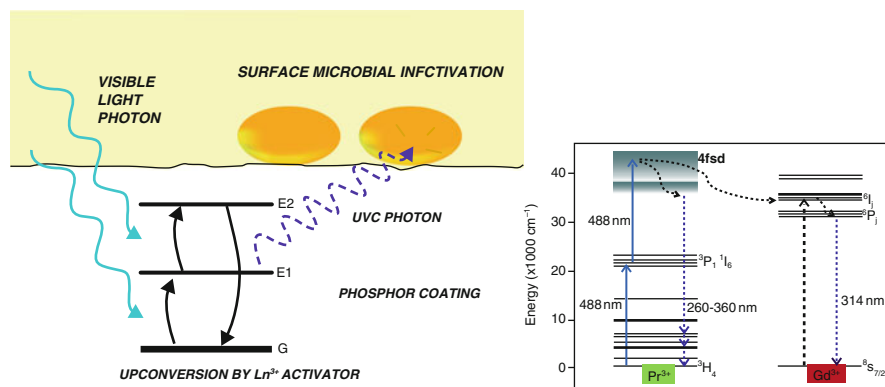 VISIBLE
LIGHT
PHOTON
SURFACE MICROBIAL INFCTIVATION
E2
UVC PHOTON
E1
PHOSPHOR COATING
G
UPCONVERSION BY Ln³⁺ ACTIVATOR
Energy (x1000 cm⁻¹)
40
30
20
10
0
4fsd
488 nm
³P₁ ¹I₆
488 nm
260-360 nm
³H₄
Pr³⁺
⁶Iⱼ
⁶Pⱼ
314 nm
⁸s₇/₂
Gd³⁺